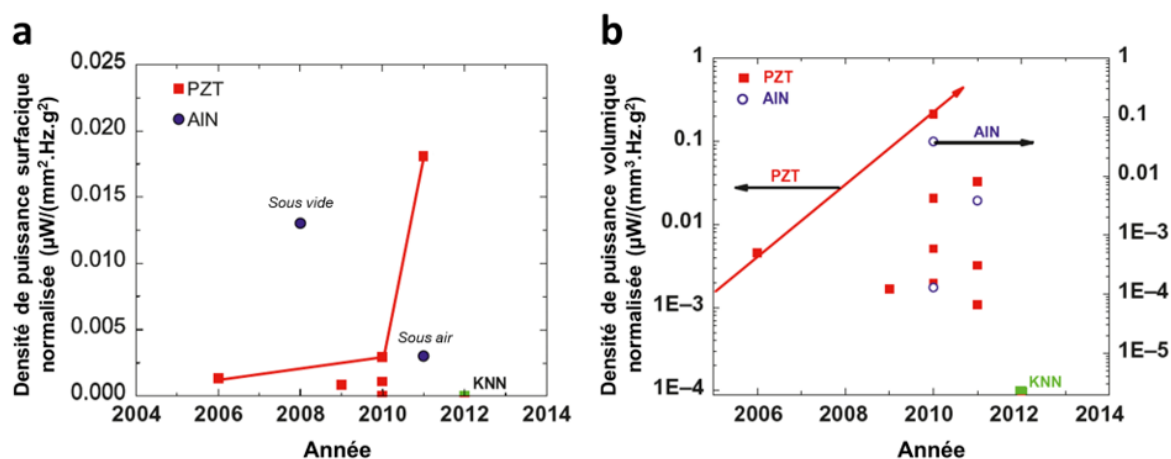 a
Densité de puissance surfacique
normalisée (µW/(mm².Hz.g²)
0.025
0.020
0.015
0.010
0.005
0.000
PZT
AlN
Sous vide
Sous air
KNN
2004 2006 2008 2010 2012 2014
Année
b
Densité de puissance volumique
normalisée (µW/(mm³.Hz.g²)
1
0.1
0.01
1E−3
1E−4
PZT
AlN
AlN
PZT
KNN
1
0.1
0.01
1E−3
1E−4
1E−5
2006 2008 2010 2012 2014
Année